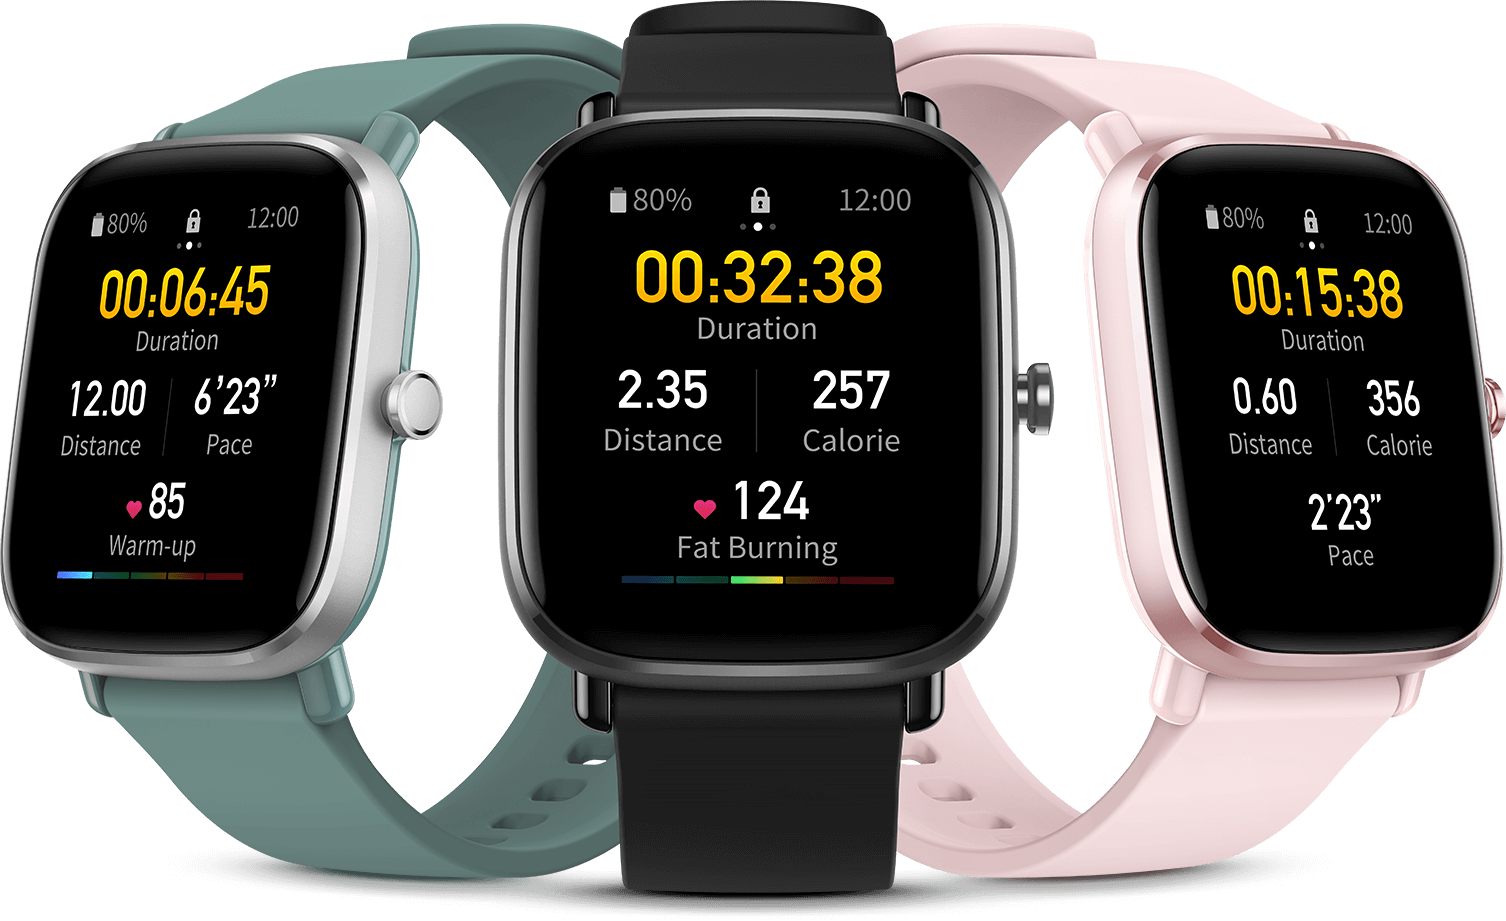 80% 12:00
00:06:45
Duration
12.00 6’23”
Distance Pace
85
Warm-up
80% 12:00
00:32:38
Duration
2.35 257
Distance Calorie
124
Fat Burning
80% 12:00
00:15:38
Duration
0.60 356
Distance Calorie
2’23”
Pace